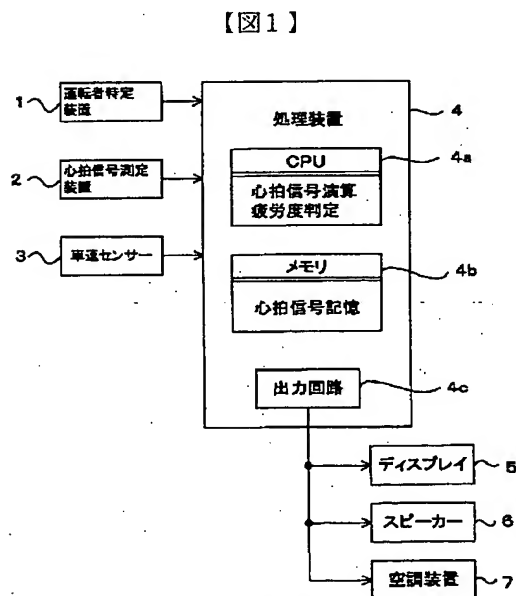 【図1】
1
運転者特定
装置
2
心拍信号測定
装置
3
車速センサー
処理装置
4
CPU
4a
心拍信号演算
疲労度判定
メモリ
4b
心拍信号記憶
出力回路
4c
ディスプレイ
5
スピーカー
6
空調装置
7